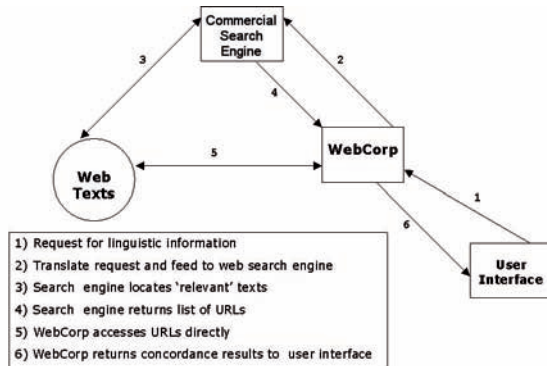 Commercial
Search
Engine
3
2
4
WebCorp
5
Web
Texts
1
6
User
Interface
1) Request for linguistic information
2) Translate request and feed to web search engine
3) Search engine locates ‘relevant’ texts
4) Search engine returns list of URLs
5) WebCorp accesses URLs directly
6) WebCorp returns concordance results to user interface